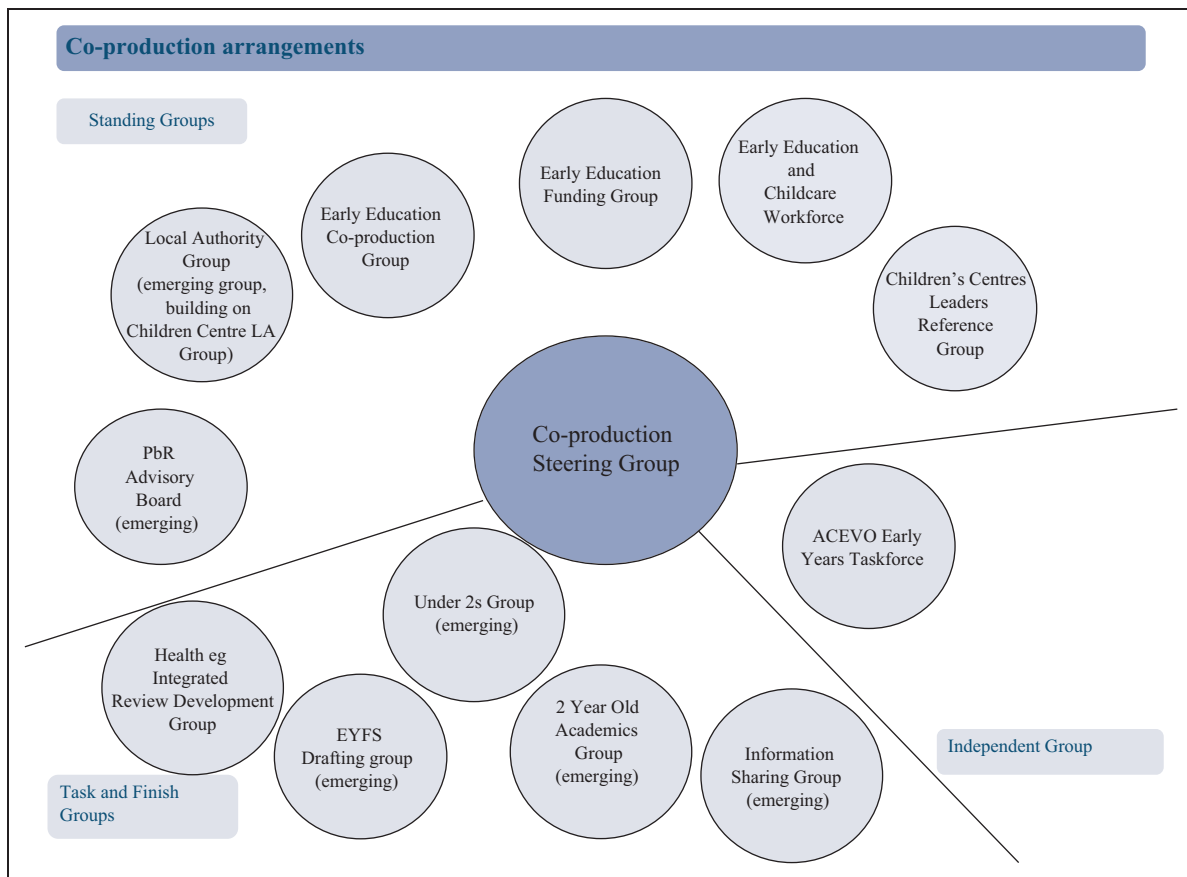 Co-production arrangements
Standing Groups
Early Education
Funding Group
Early Education
and
Childcare
Workforce
Early Education
Co-production
Group
Local Authority
Group
(emerging group,
building on
Children Centre LA
Group)
Children’s Centres
Leaders
Reference
Group
Co-production
Steering Group
PbR
Advisory
Board
(emerging)
ACEVO Early
Years Taskforce
Under 2s Group
(emerging)
Health eg
Integrated
Review Development
Group
EYFS
Drafting group
(emerging)
2 Year Old
Academics
Group
(emerging)
Information
Sharing Group
(emerging)
Independent Group
Task and Finish
Groups